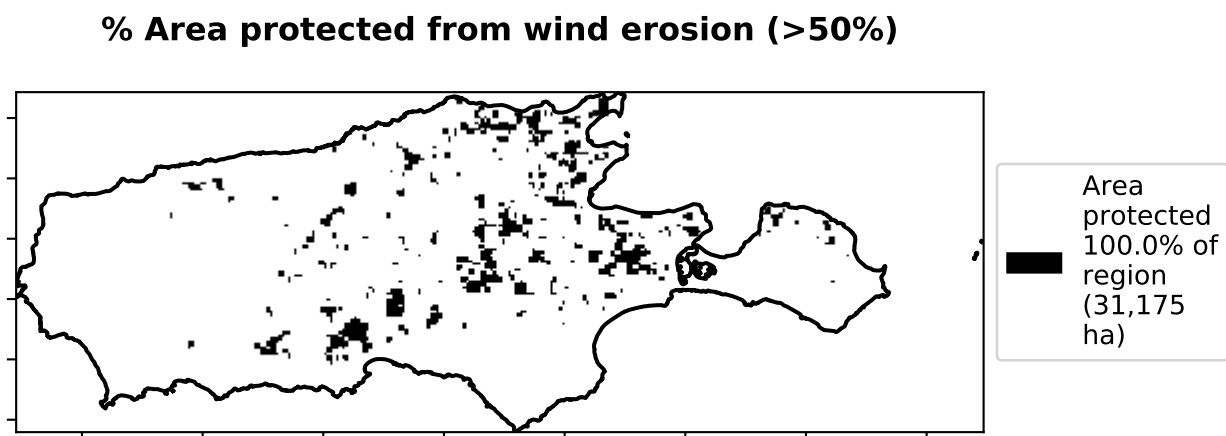 % Area protected from wind erosion (>50%)
Area
protected
100.0% of
region
(31,175
ha)